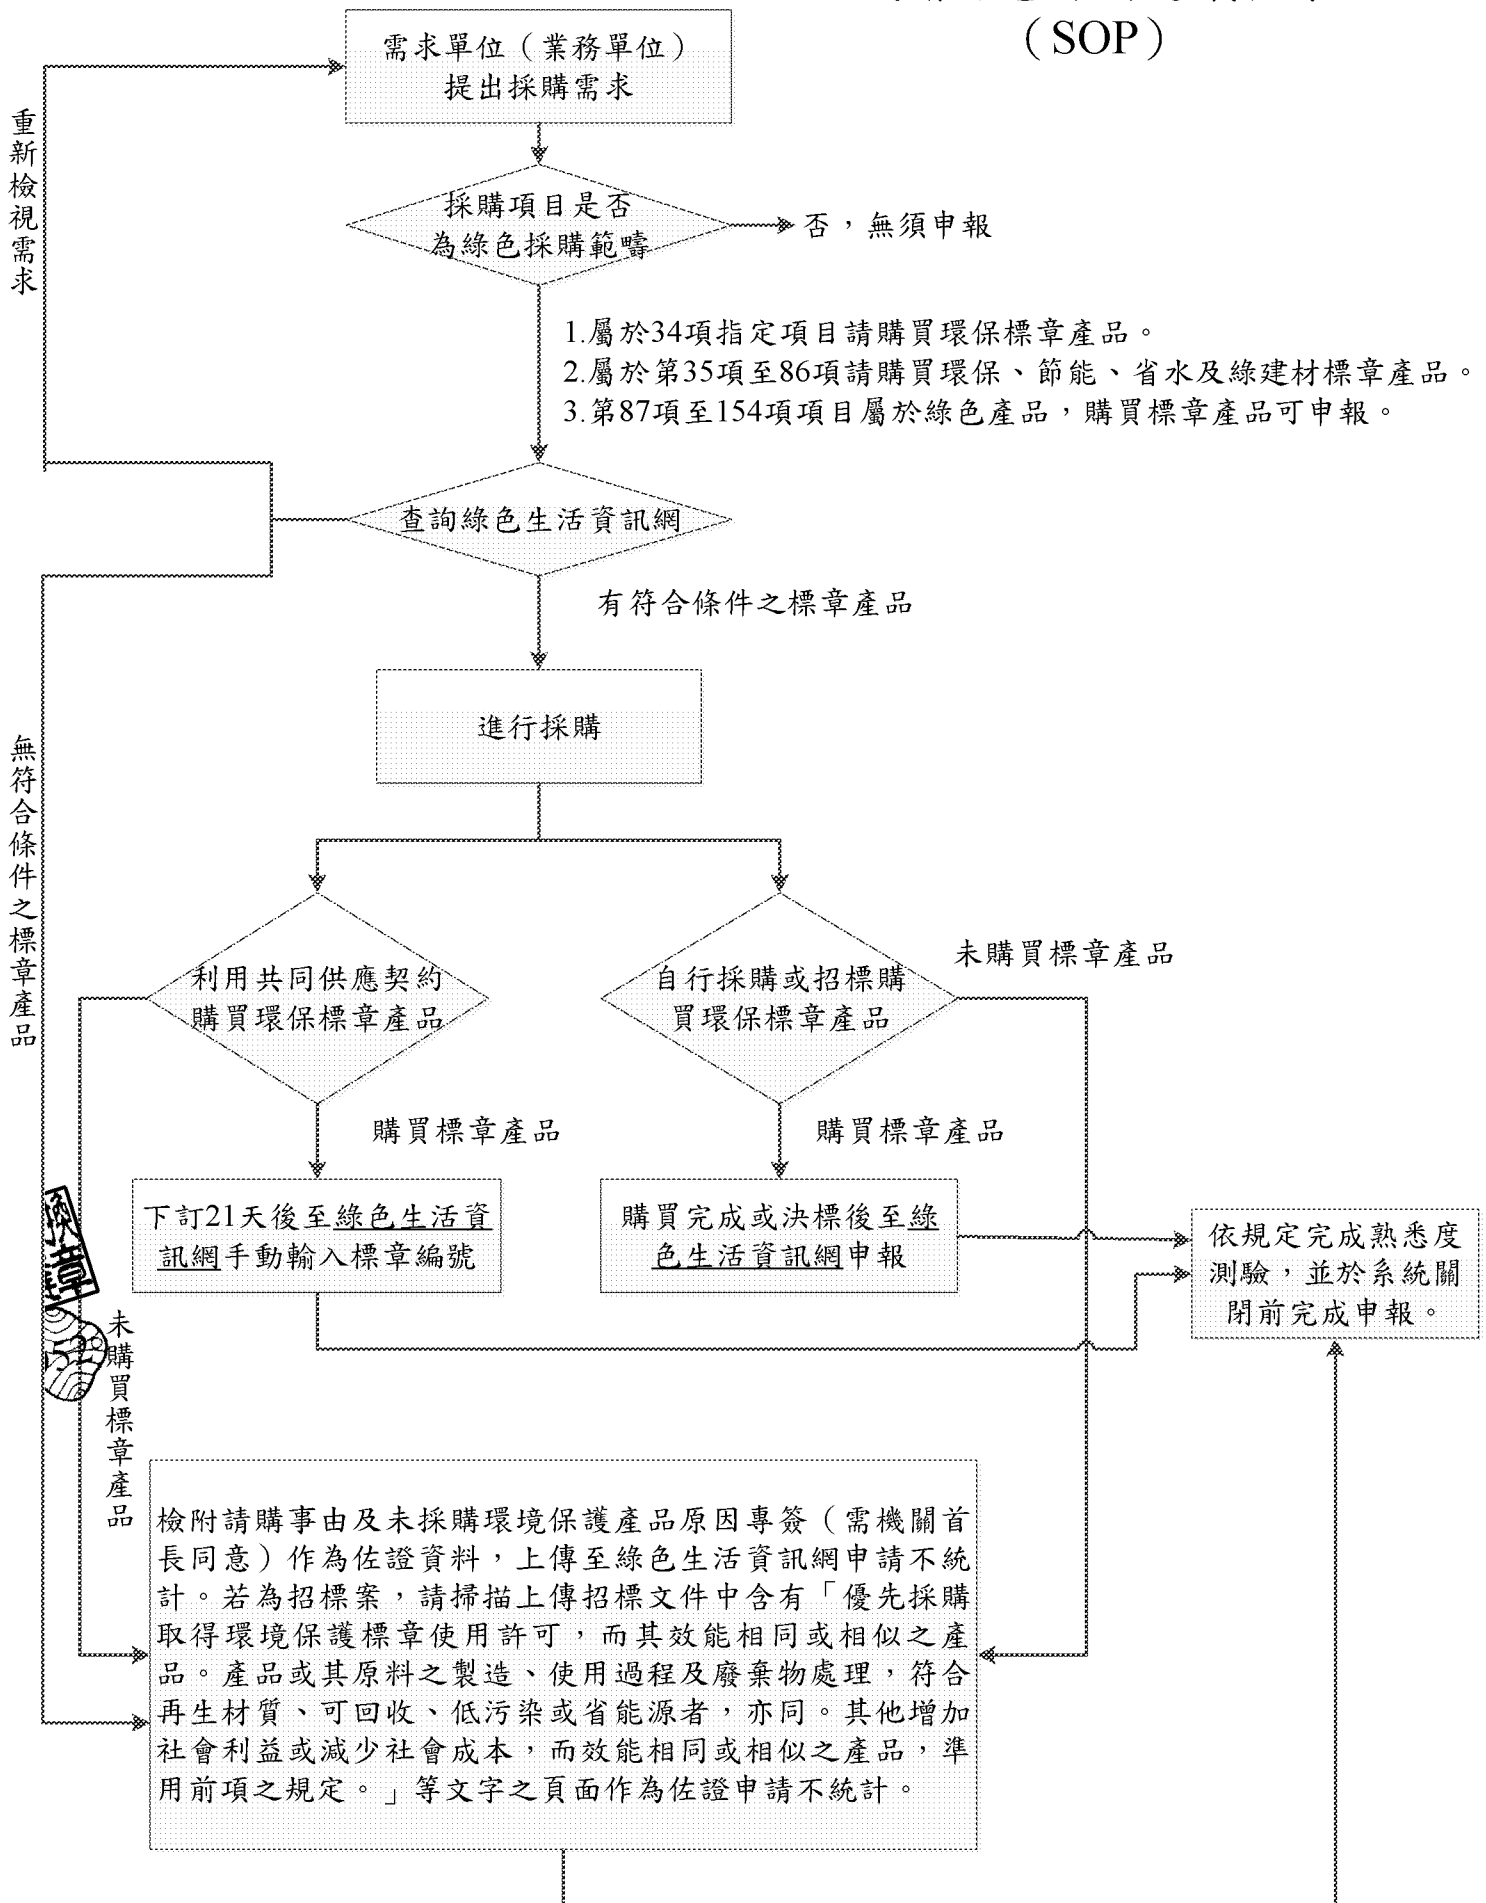 （SOP）
需求單位（業務單位）
提出採購需求
重新檢視需求
採購項目是否
為綠色採購範疇
否，無須申報
1.屬於34項指定項目請購買環保標章產品。
2.屬於第35項至86項請購買環保、節能、省水及綠建材標章產品。
3.第87項至154項項目屬於綠色產品，購買標章產品可申報。
查詢綠色生活資訊網
有符合條件之標章產品
無符合條件之標章產品
進行採購
利用共同供應契約
購買環保標章產品
自行採購或招標購
買環保標章產品
未購買標章產品
購買標章產品
購買標章產品
下訂21天後至綠色生活資
訊網手動輸入標章編號
購買完成或決標後至綠
色生活資訊網申報
依規定完成熟悉度
測驗，並於系統關
閉前完成申報。
未購買標章產品
檢附請購事由及未採購環境保護產品原因專簽（需機關首
長同意）作為佐證資料，上傳至綠色生活資訊網申請不統
計。若為招標案，請掃描上傳招標文件中含有「優先採購
取得環境保護標章使用許可，而其效能相同或相似之產
品。產品或其原料之製造、使用過程及廢棄物處理，符合
再生材質、可回收、低污染或省能源者，亦同。其他增加
社會利益或減少社會成本，而效能相同或相似之產品，準
用前項之規定。」等文字之頁面作為佐證申請不統計。